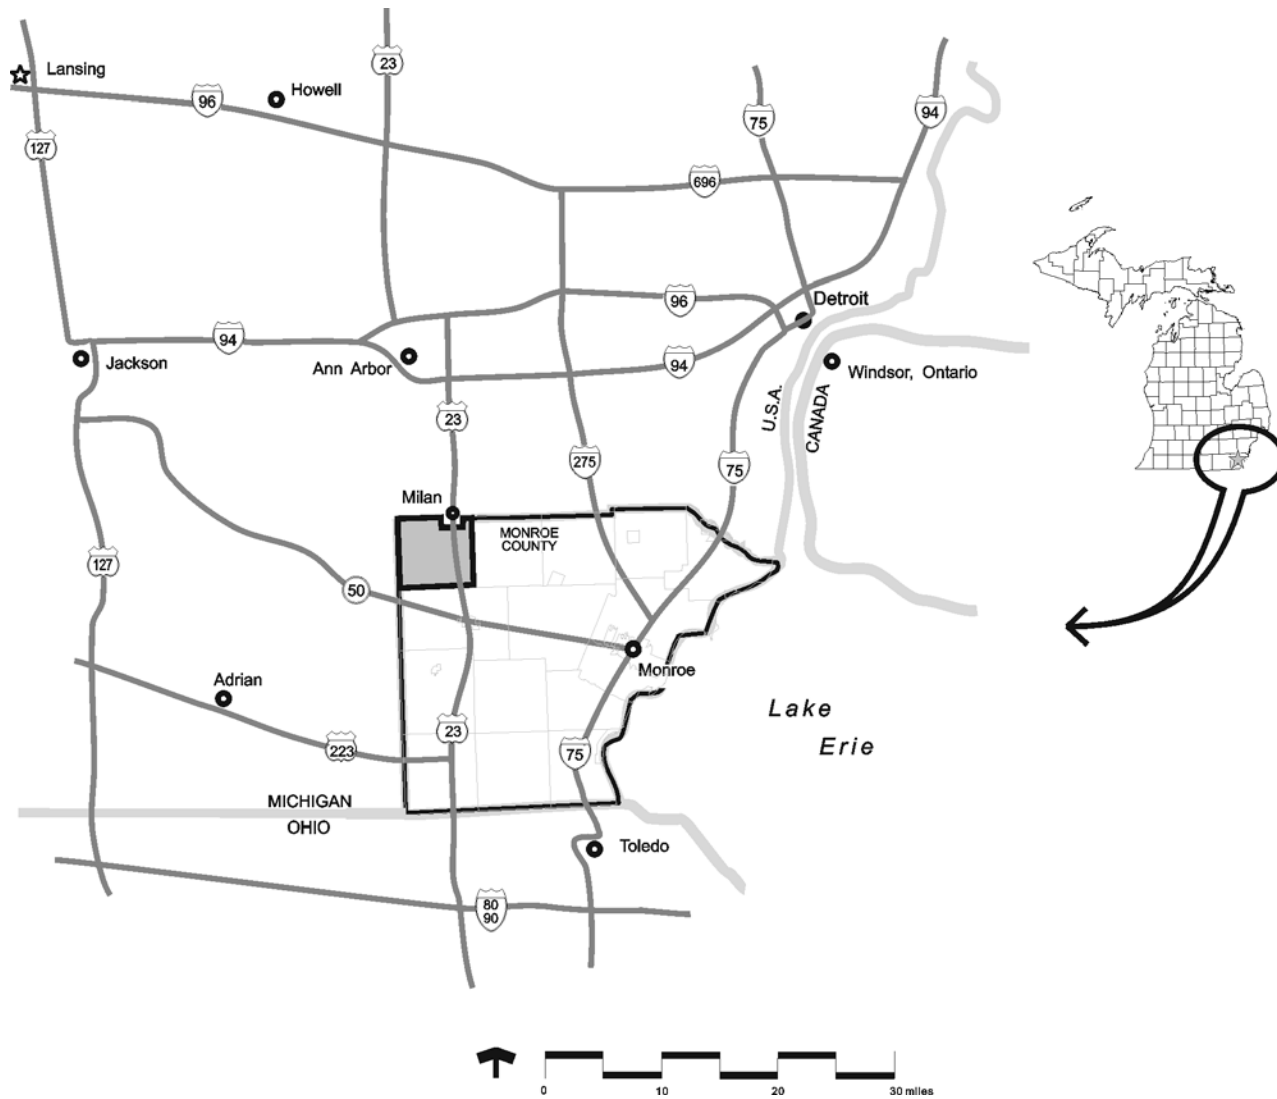 Lansing
23
Howell
96
75
94
127
696
96
Detroit
94
Jackson
Ann Arbor
94
Windsor, Ontario
U.S.A.
CANADA
23
275
75
Milan
MONROE
COUNTY
127
50
Monroe
Adrian
Lake
Erie
23
223
75
MICHIGAN
OHIO
Toledo
80
90
0
10
20
30 miles